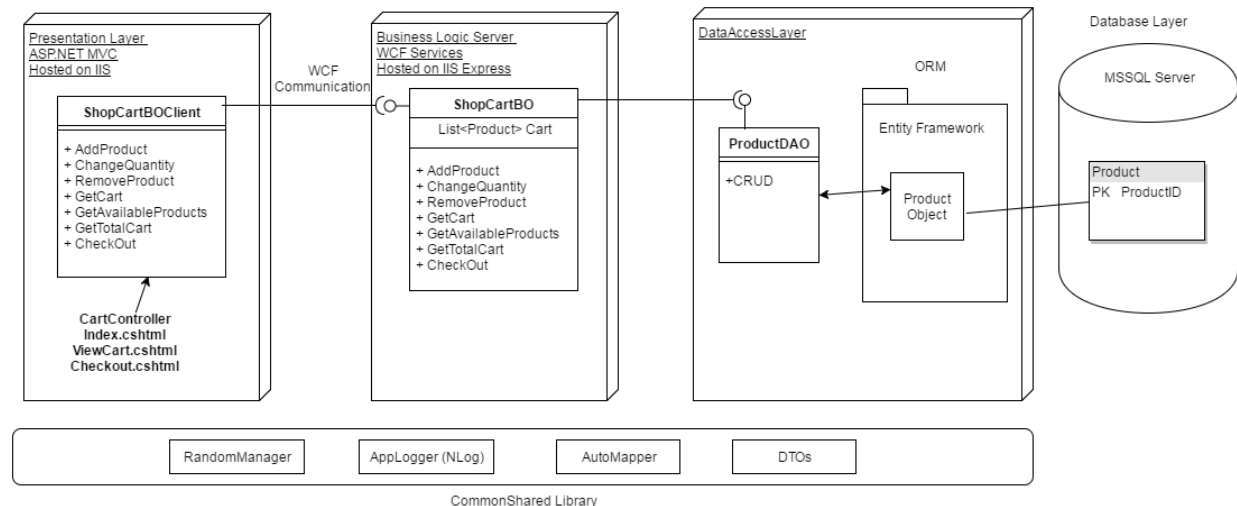 Presentation Layer
ASP.NET MVC
Hosted on IIS
ShopCartBOClient
+ AddProduct
+ ChangeQuantity
+ RemoveProduct
+ GetCart
+ GetAvailableProducts
+ GetTotalCart
+ CheckOut
CartController
Index.cshtml
ViewCart.cshtml
Checkout.cshtml
WCF
Communication
Business Logic Server
WCF Services
Hosted on IIS Express
ShopCartBO
List<Product> Cart
+ AddProduct
+ ChangeQuantity
+ RemoveProduct
+ GetCart
+ GetAvailableProducts
+ GetTotalCart
+ CheckOut
DataAccessLayer
ProductDAO
+CRUD
ORM
Entity Framework
Product
Object
Database Layer
MSSQL Server
Product
PK ProductID
RandomManager
AppLogger (NLog)
AutoMapper
DTOs
CommonShared Library